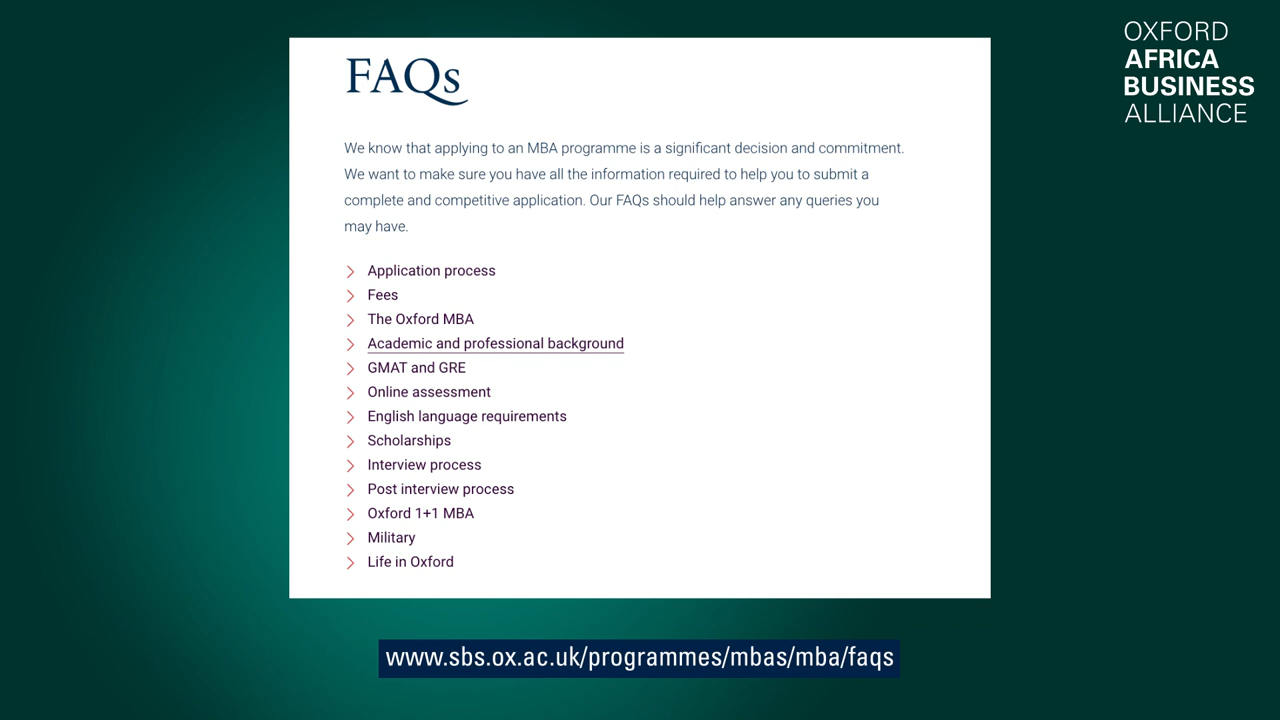 OXFORD
AFRICA
BUSINESS
ALLIANCE
FAQs
We know that applying to an MBA programme is a significant decision and commitment.
We want to make sure you have all the information required to help you to submit a
complete and competitive application. Our FAQs should help answer any queries you
may have.
Application process
Fees
The Oxford MBA
Academic and professional background
GMAT and GRE
Online assessment
English language requirements
Scholarships
Interview process
Post interview process
Oxford 1+1 MBA
Military
Life in Oxford
www.sbs.ox.ac.uk/programmes/mbas/mba/faqs